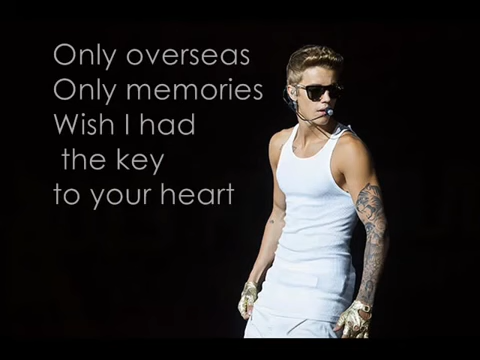 Only overseas
Only memories
Wish I had
the key
to your heart